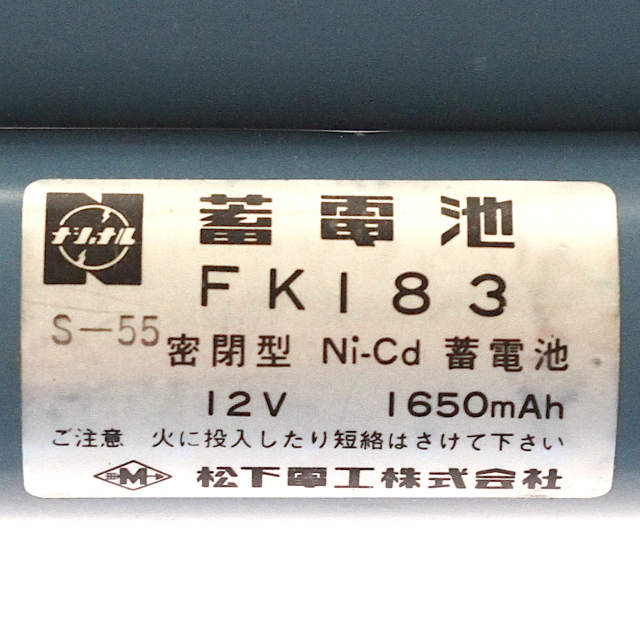 ナショナル
蓄電池
FK183
S-55
密閉型 Ni-Cd 蓄電池
12V 1650mAh
ご注意 火に投入したり短絡はさけて下さい
M 松下電工株式会社